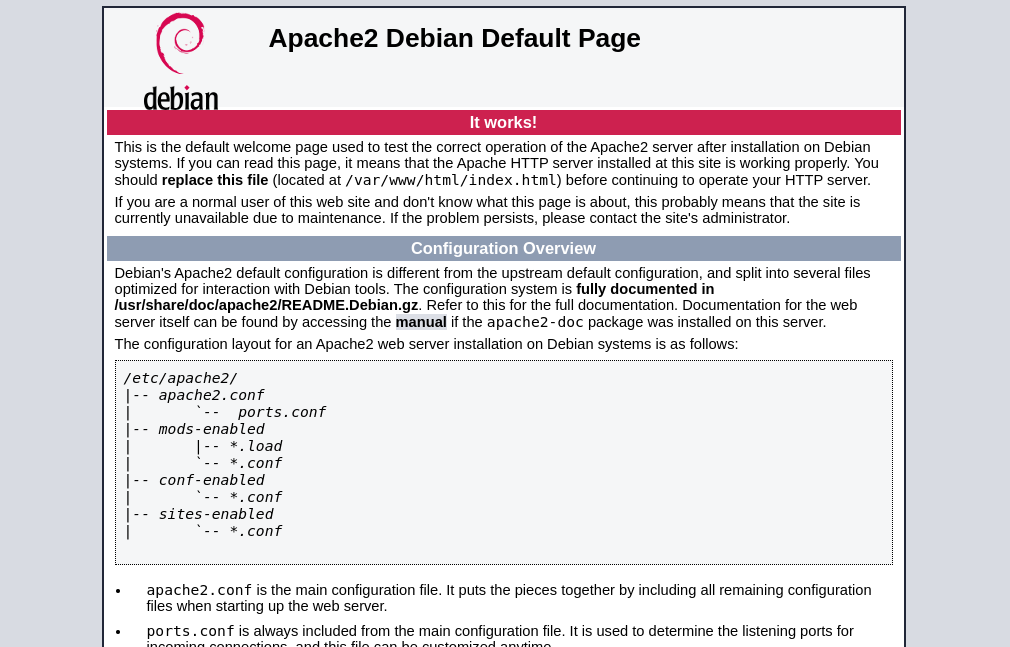 debian
Apache2 Debian Default Page
It works!
This is the default welcome page used to test the correct operation of the Apache2 server after installation on Debian
systems. If you can read this page, it means that the Apache HTTP server installed at this site is working properly. You
should replace this file (located at /var/www/html/index.html) before continuing to operate your HTTP server.
If you are a normal user of this web site and don't know what this page is about, this probably means that the site is
currently unavailable due to maintenance. If the problem persists, please contact the site's administrator.
Configuration Overview
Debian's Apache2 default configuration is different from the upstream default configuration, and split into several files
optimized for interaction with Debian tools. The configuration system is fully documented in
/usr/share/doc/apache2/README.Debian.gz. Refer to this for the full documentation. Documentation for the web
server itself can be found by accessing the manual if the apache2-doc package was installed on this server.
The configuration layout for an Apache2 web server installation on Debian systems is as follows:
/etc/apache2/
|-- apache2.conf
|       `--  ports.conf
|-- mods-enabled
|       |-- *.load
|       `-- *.conf
|-- conf-enabled
|       `-- *.conf
|-- sites-enabled
|       `-- *.conf
• apache2.conf is the main configuration file. It puts the pieces together by including all remaining configuration
files when starting up the web server.
• ports.conf is always included from the main configuration file. It is used to determine the listening ports for
incoming connections, and this file can be customized anytime.